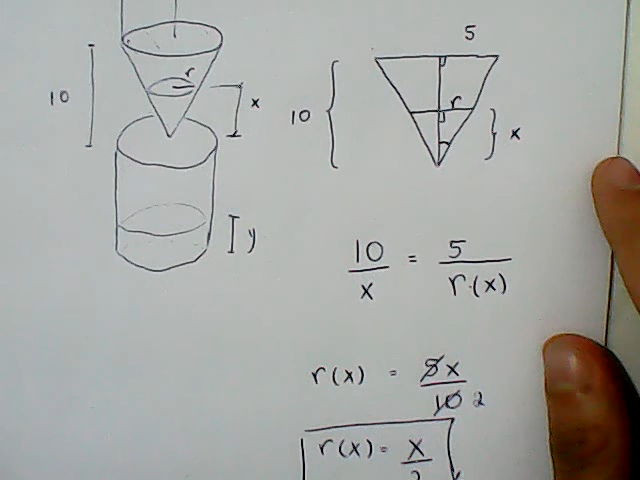 5
r
10
x
10
r
x
y
10/x = 5/r(x)
r(x) = 5x/10 2
r(x) = x/2